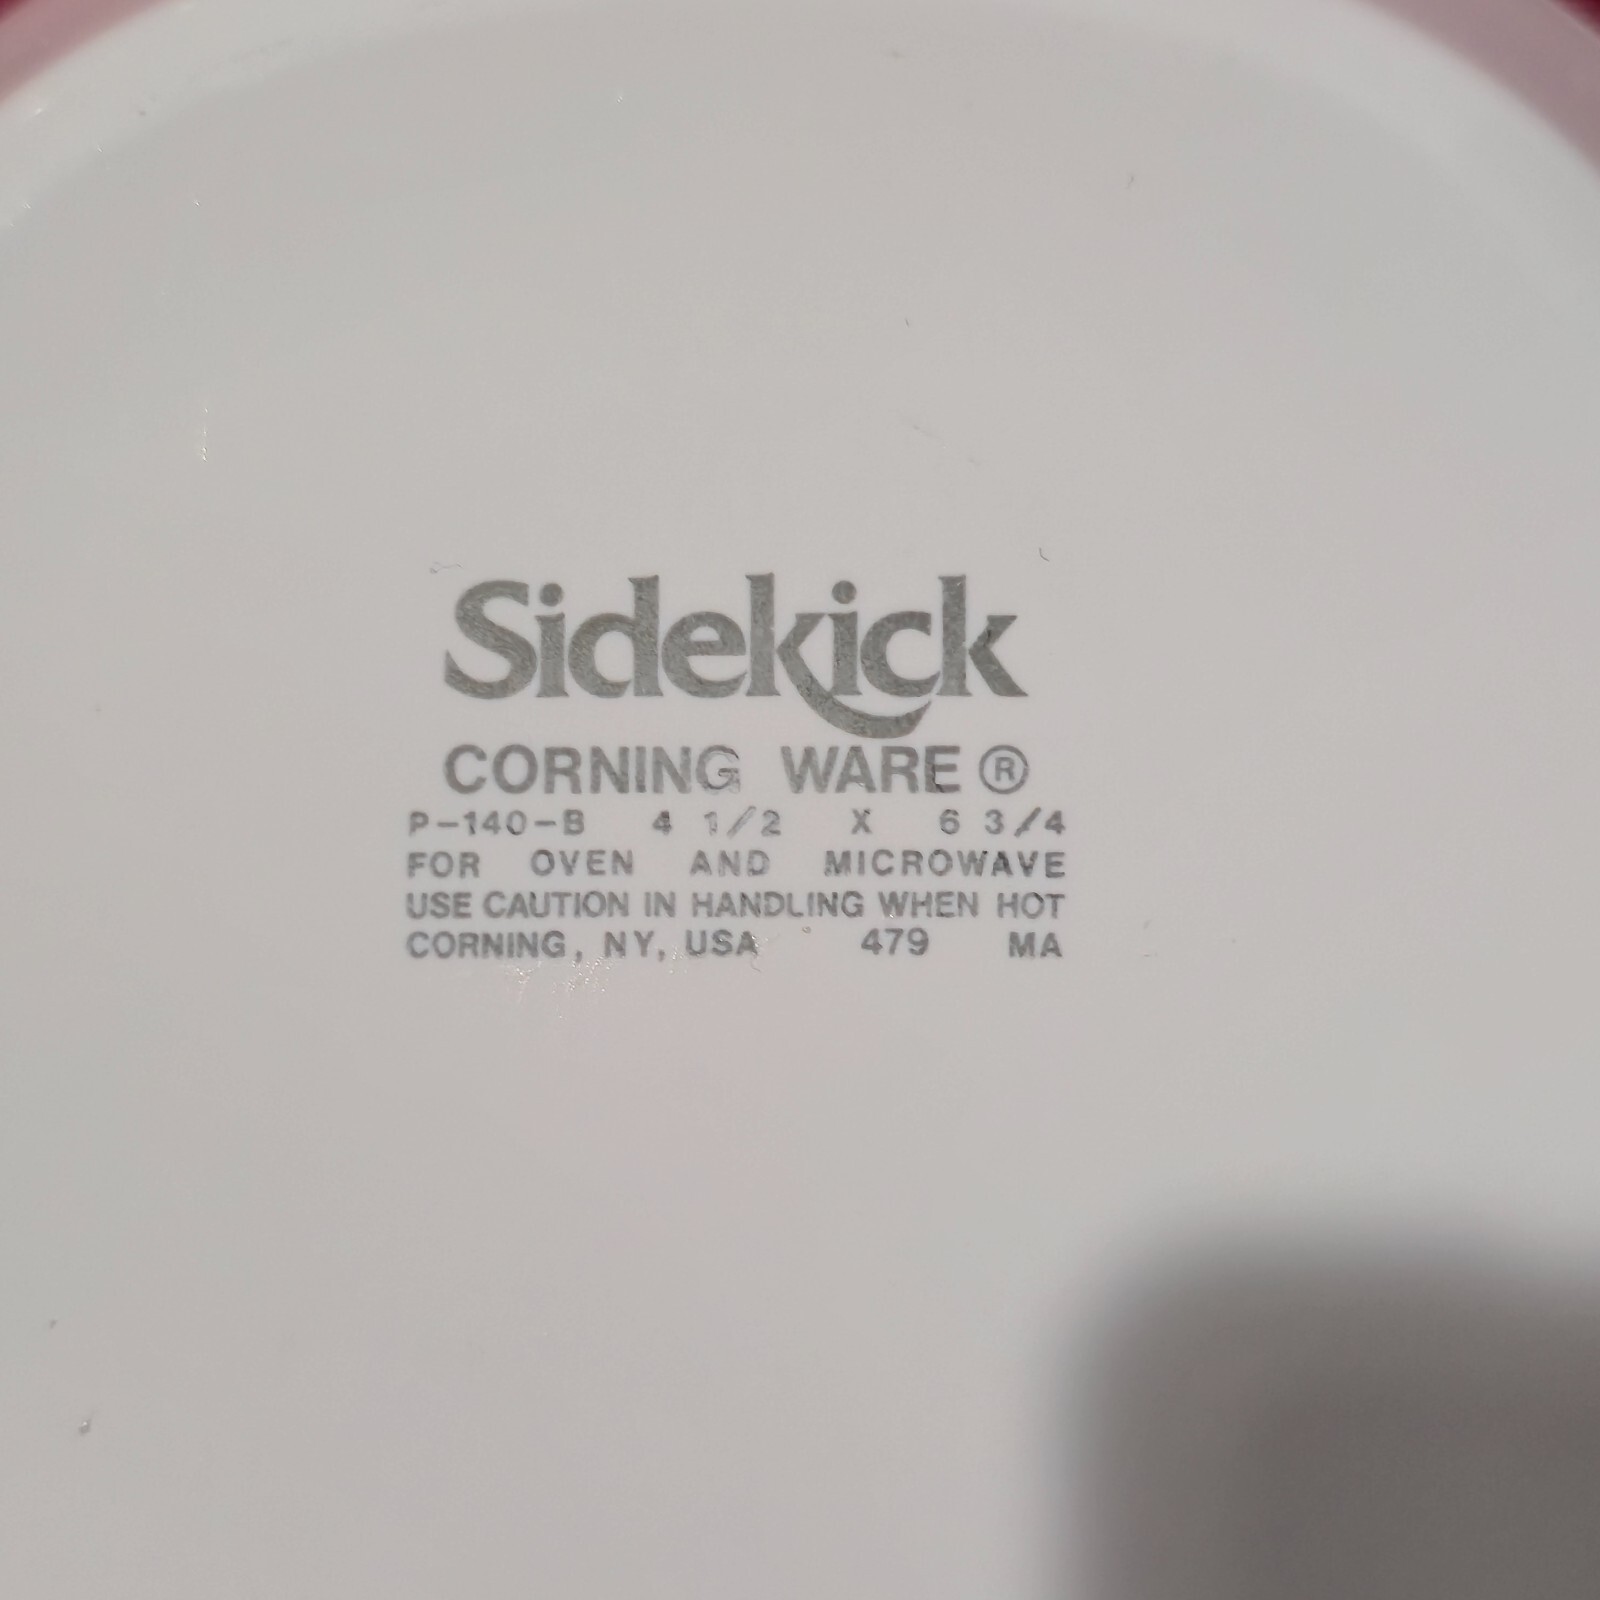 Sidekick
CORNING WARE ®
P-140-B 4 1/2 X 6 3/4
FOR OVEN AND MICROWAVE
USE CAUTION IN HANDLING WHEN HOT
CORNING, NY, USA 479 MA